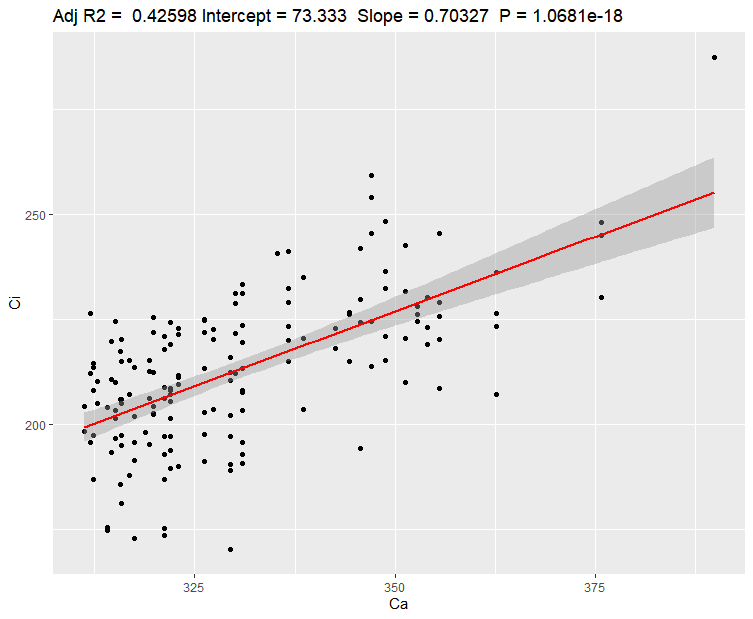 Adj R2 =  0.42598 Intercept = 73.333  Slope = 0.70327  P = 1.0681e-18
250
200
Ci
325 350 375
Ca